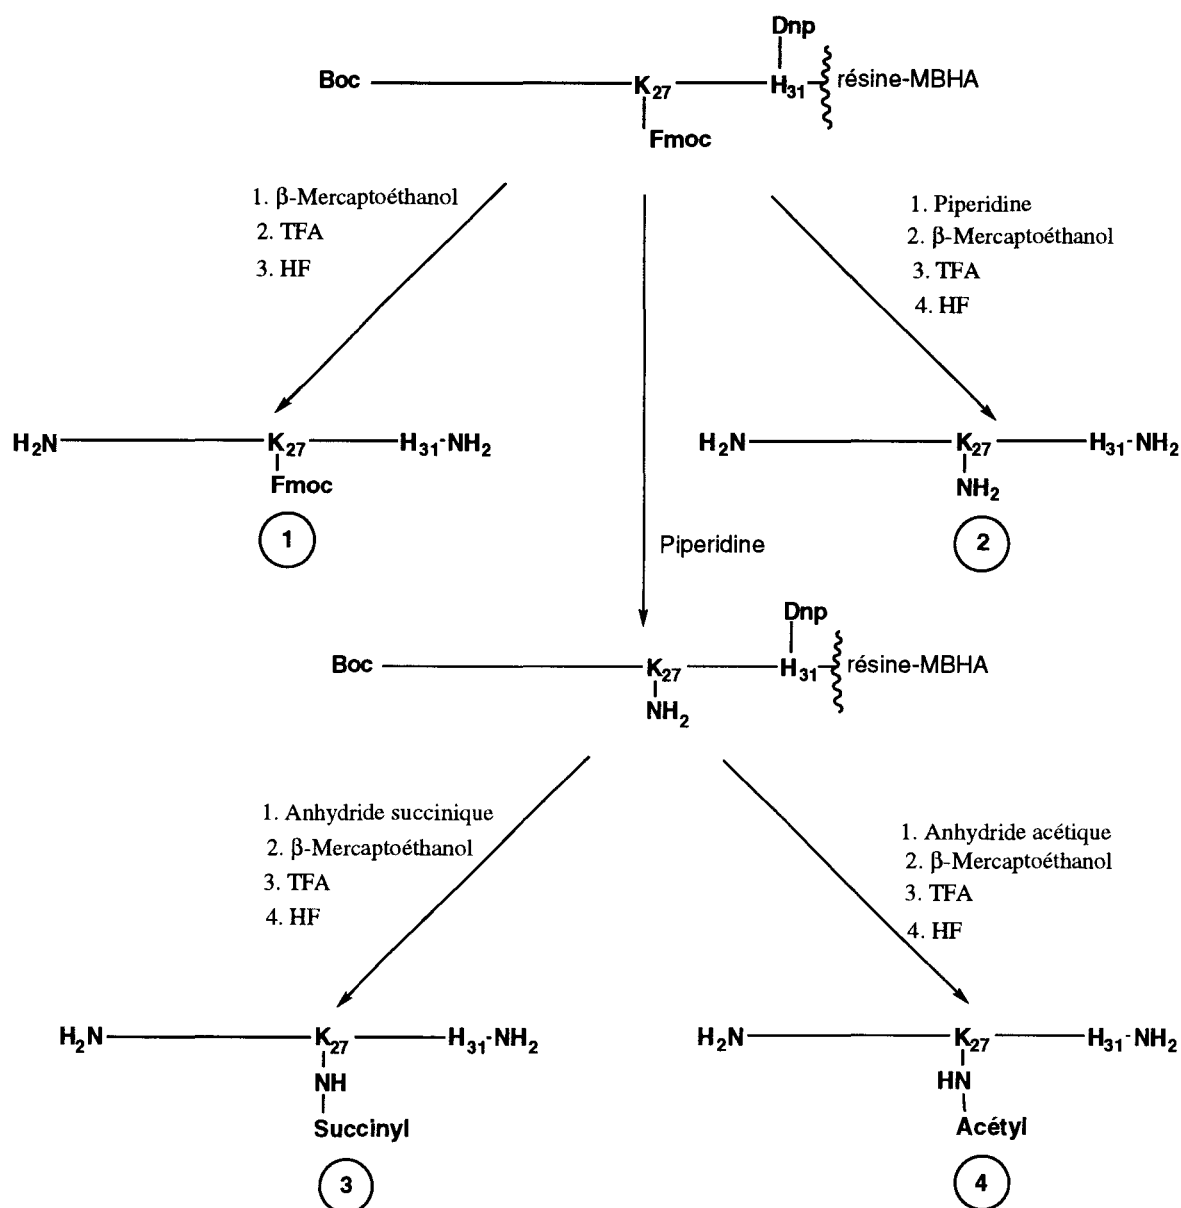 Dnp
Boc K27 H31 résine-MBHA
Fmoc
1. β-Mercaptoéthanol
2. TFA
3. HF
1. Piperidine
2. β-Mercaptoéthanol
3. TFA
4. HF
H2N K27 H31-NH2
Fmoc
1
H2N K27 H31-NH2
NH2
2
Piperidine
Dnp
Boc K27 H31 résine-MBHA
NH2
1. Anhydride succinique
2. β-Mercaptoéthanol
3. TFA
4. HF
1. Anhydride acétique
2. β-Mercaptoéthanol
3. TFA
4. HF
H2N K27 H31-NH2
NH
Succinyl
3
H2N K27 H31-NH2
HN
Acétyl
4